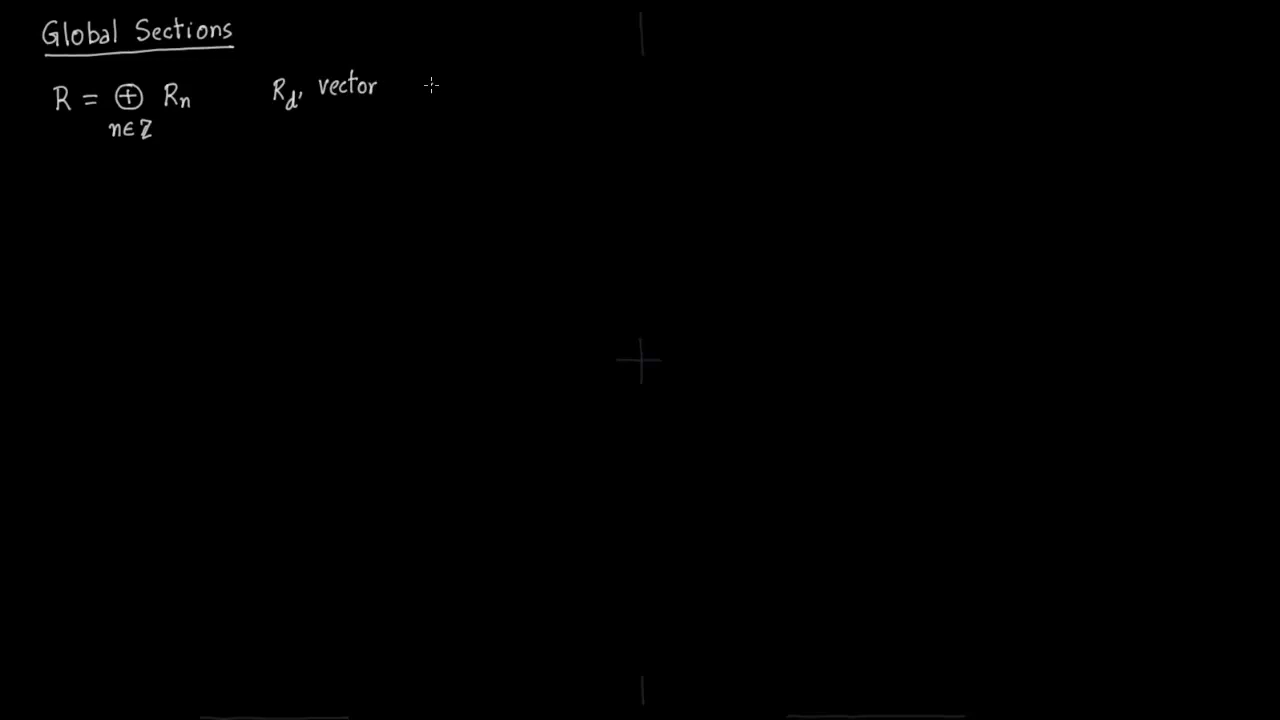 Global Sections
R = ⊕ Rn Rd, vector
n∈ℤ